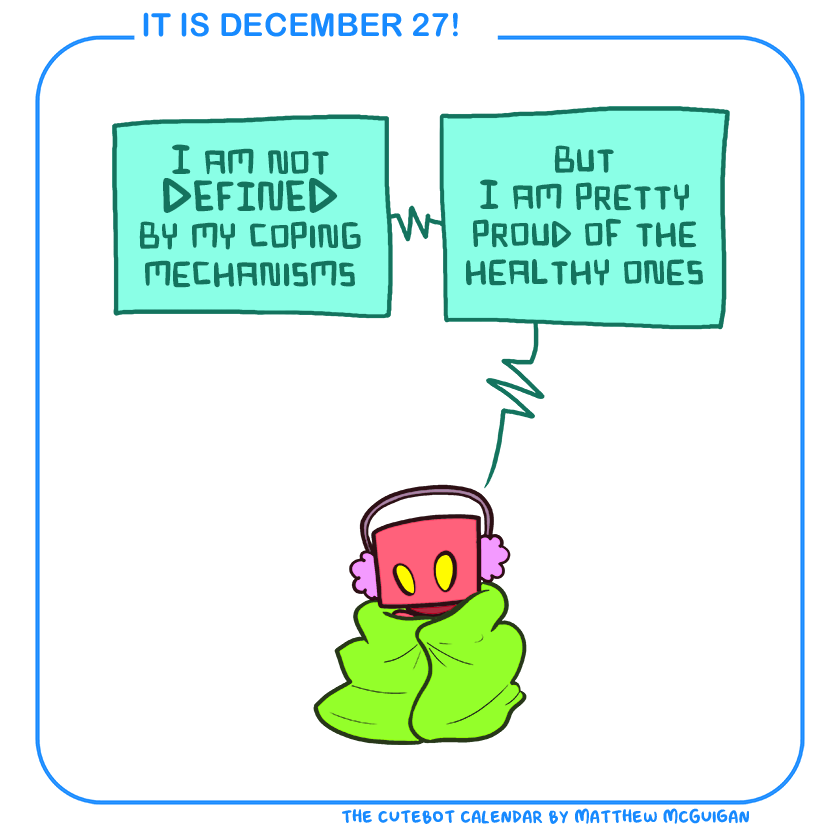 IT IS DECEMBER 27!
I AM NOT
DEFINED
BY MY COPING
MECHANISMS
BUT
I AM PRETTY
PROUD OF THE
HEALTHY ONES
THE CUTEBOT CALENDAR BY MATTHEW MCGUIGAN